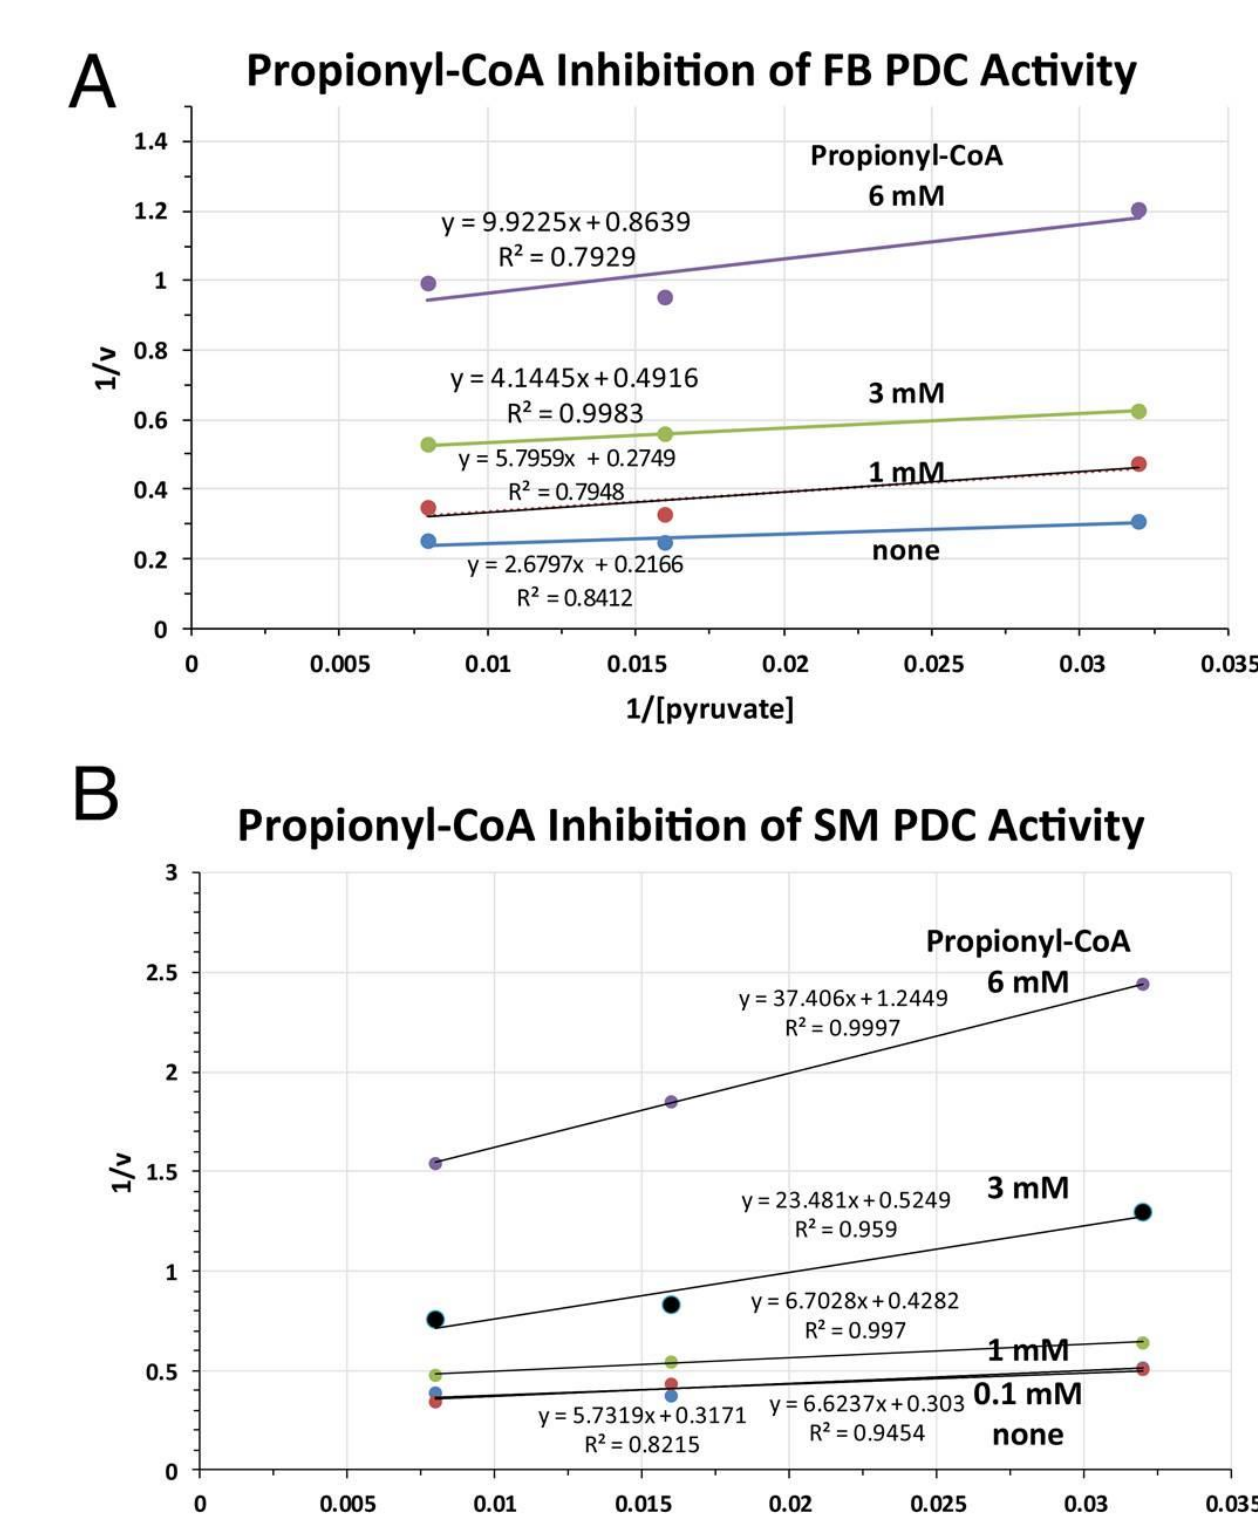 A
Propionyl-CoA Inhibition of FB PDC Activity
1.4
1.2
1
0.8
0.6
0.4
0.2
0
1/v
Propionyl-CoA
6 mM
y = 9.9225x + 0.8639
R² = 0.7929
3 mM
y = 4.1445x + 0.4916
R² = 0.9983
1 mM
y = 5.7959x + 0.2749
R² = 0.7948
none
y = 2.6797x + 0.2166
R² = 0.8412
0 0.005 0.01 0.015 0.02 0.025 0.03 0.035
1/[pyruvate]
B
Propionyl-CoA Inhibition of SM PDC Activity
3
2.5
2
1.5
1
0.5
0
1/v
Propionyl-CoA
6 mM
y = 37.406x + 1.2449
R² = 0.9997
3 mM
y = 23.481x + 0.5249
R² = 0.959
y = 6.7028x + 0.4282
R² = 0.997
1 mM
0.1 mM
none
y = 5.7319x + 0.3171
R² = 0.8215
y = 6.6237x + 0.303
R² = 0.9454
0 0.005 0.01 0.015 0.02 0.025 0.03 0.035